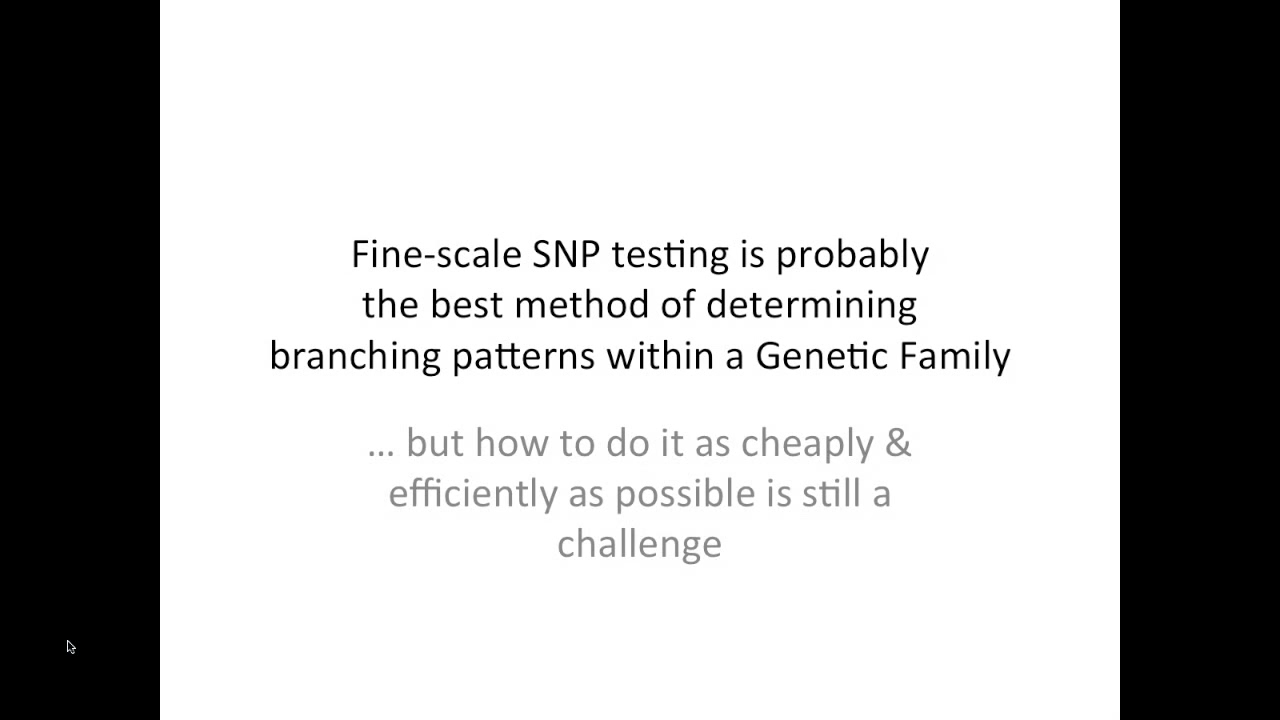 Fine-scale SNP testing is probably
the best method of determining
branching patterns within a Genetic Family
... but how to do it as cheaply &
efficiently as possible is still a
challenge